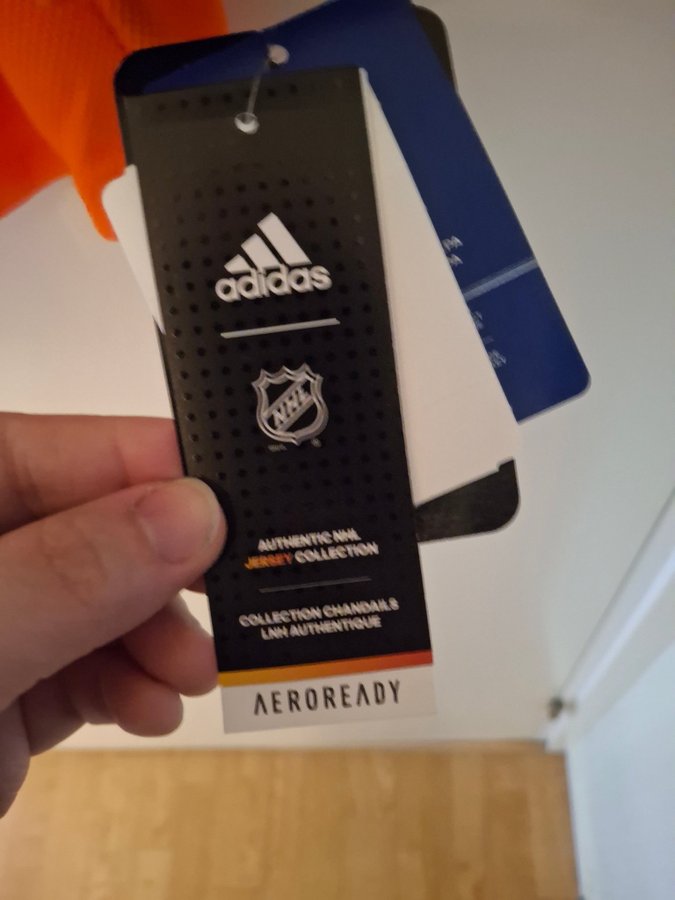 adidas
NHL
AUTHENTIC NHL
JERSEY COLLECTION
COLLECTION CHANDAILS
LNH AUTHENTIQUE
AEROREADY